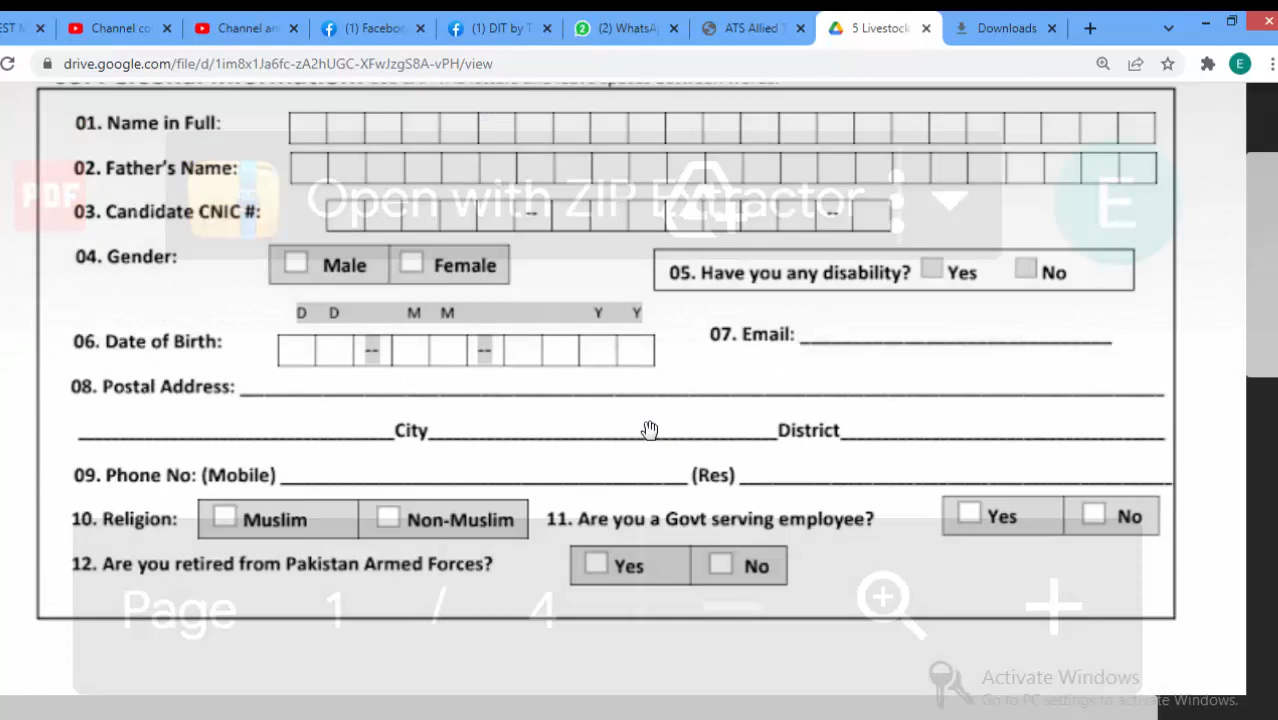 EST M
Channel co
Channel an
(1) Facebo
(1) DIT by T
(2) WhatsA
ATS Allied T
5 Livestock
Downloads
drive.google.com/file/d/1im8x1Ja6fc-zA2hUGC-XFwJzgS8A-vPH/view
01. Name in Full:
02. Father's Name:
PDF
Open with ZIP Extractor
E
03. Candidate CNIC #:
-- --
04. Gender:
Male
Female
05. Have you any disability?
Yes
No
D D M M Y Y
06. Date of Birth:
-- --
07. Email:
08. Postal Address:
City
District
09. Phone No: (Mobile)
(Res)
10. Religion:
Muslim
Non-Muslim
11. Are you a Govt serving employee?
Yes
No
12. Are you retired from Pakistan Armed Forces?
Yes
No
Page 1 / 4
Activate Windows
Go to PC settings to activate Windows.